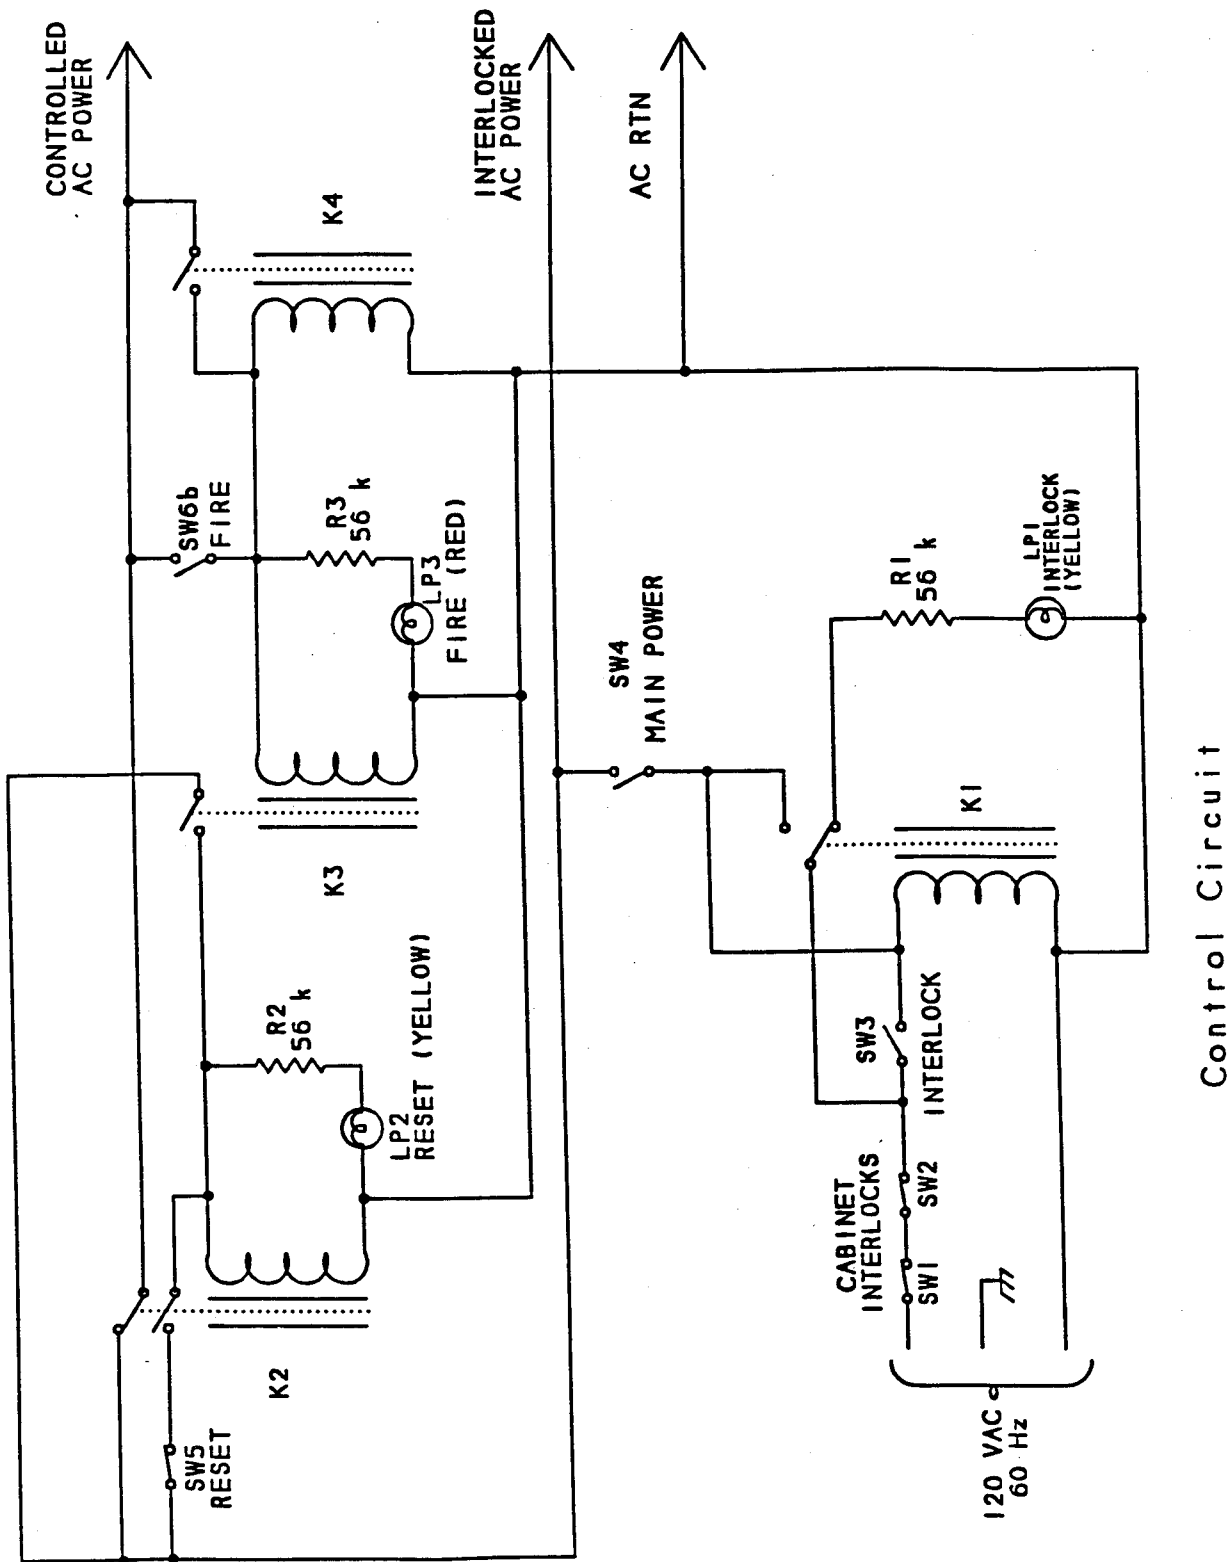 CONTROLLED
AC POWER
K4
SW6b
FIRE
R3
56 k
LP3
FIRE (RED)
K3
R2
56 k
LP2
RESET (YELLOW)
K2
SW5
RESET
INTERLOCKED
AC POWER
AC RTN
SW4
MAIN POWER
R1
56 k
LP1
INTERLOCK
(YELLOW)
K1
SW3
INTERLOCK
CABINET
INTERLOCKS
SW2
SW1
120 VAC
60 Hz
Control Circuit